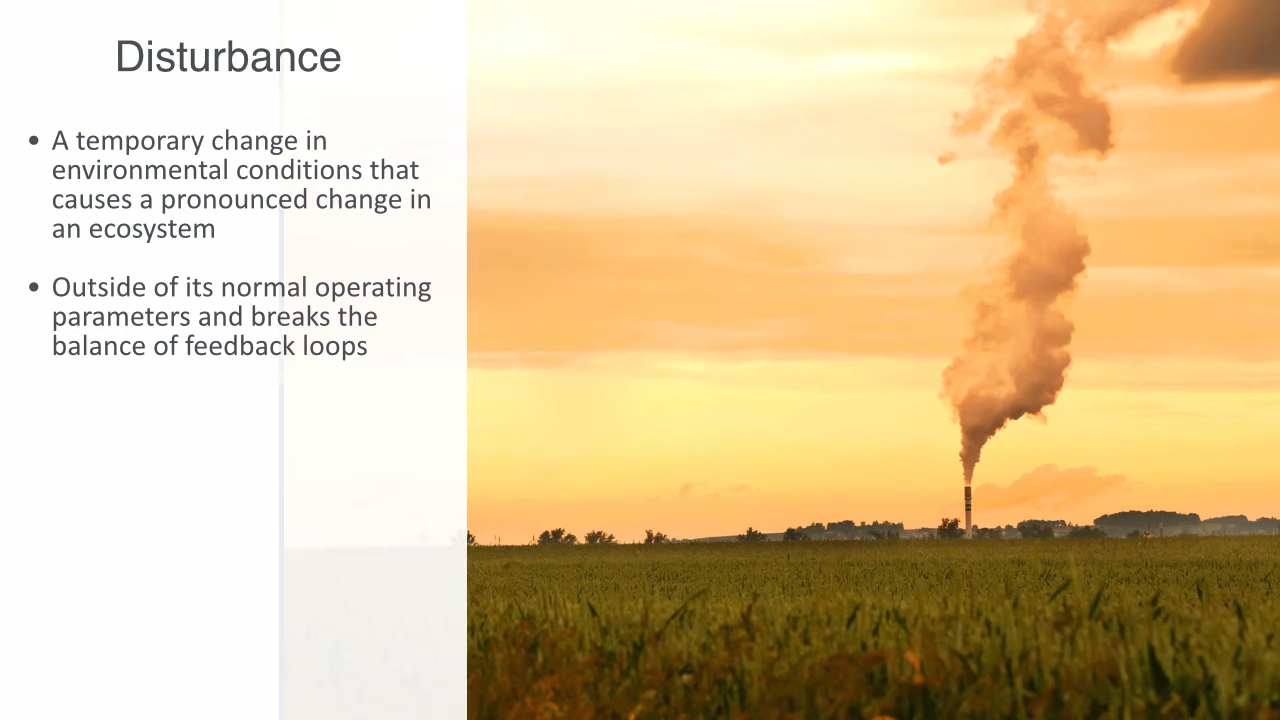 Disturbance
• A temporary change in
environmental conditions that
causes a pronounced change in
an ecosystem
• Outside of its normal operating
parameters and breaks the
balance of feedback loops